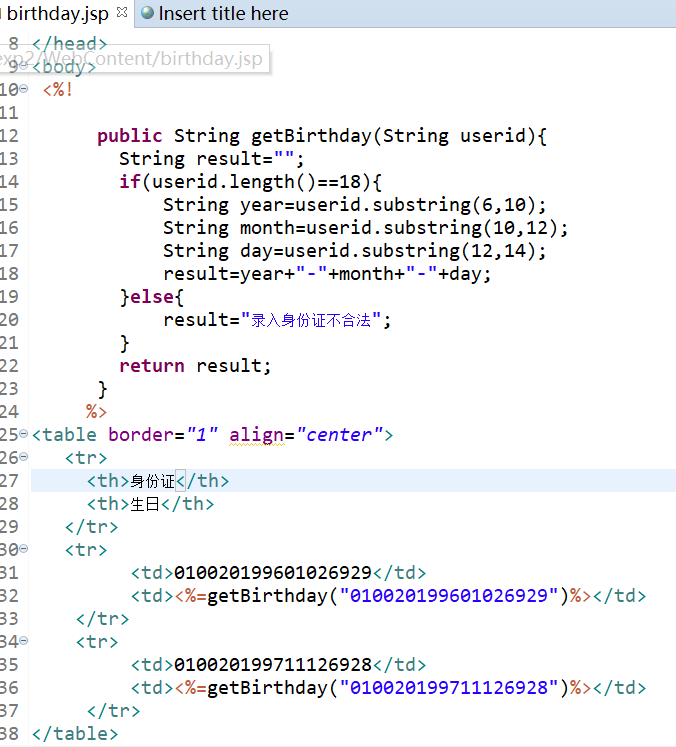 birthday.jsp Insert title here
8 </head>
exp2/WebContent/birthday.jsp
9 <body>
10 <%!
11
12 public String getBirthday(String userid){
13 String result="";
14 if(userid.length()==18){
15 String year=userid.substring(6,10);
16 String month=userid.substring(10,12);
17 String day=userid.substring(12,14);
18 result=year+"-"+month+"-"+day;
19 }else{
20 result="录入身份证不合法";
21 }
22 return result;
23 }
24 %>
25 <table border="1" align="center">
26 <tr>
27 <th>身份证</th>
28 <th>生日</th>
29 </tr>
30 <tr>
31 <td>010020199601026929</td>
32 <td><%=getBirthday("010020199601026929")%></td>
33 </tr>
34 <tr>
35 <td>010020199711126928</td>
36 <td><%=getBirthday("010020199711126928")%></td>
37 </tr>
38 </table>